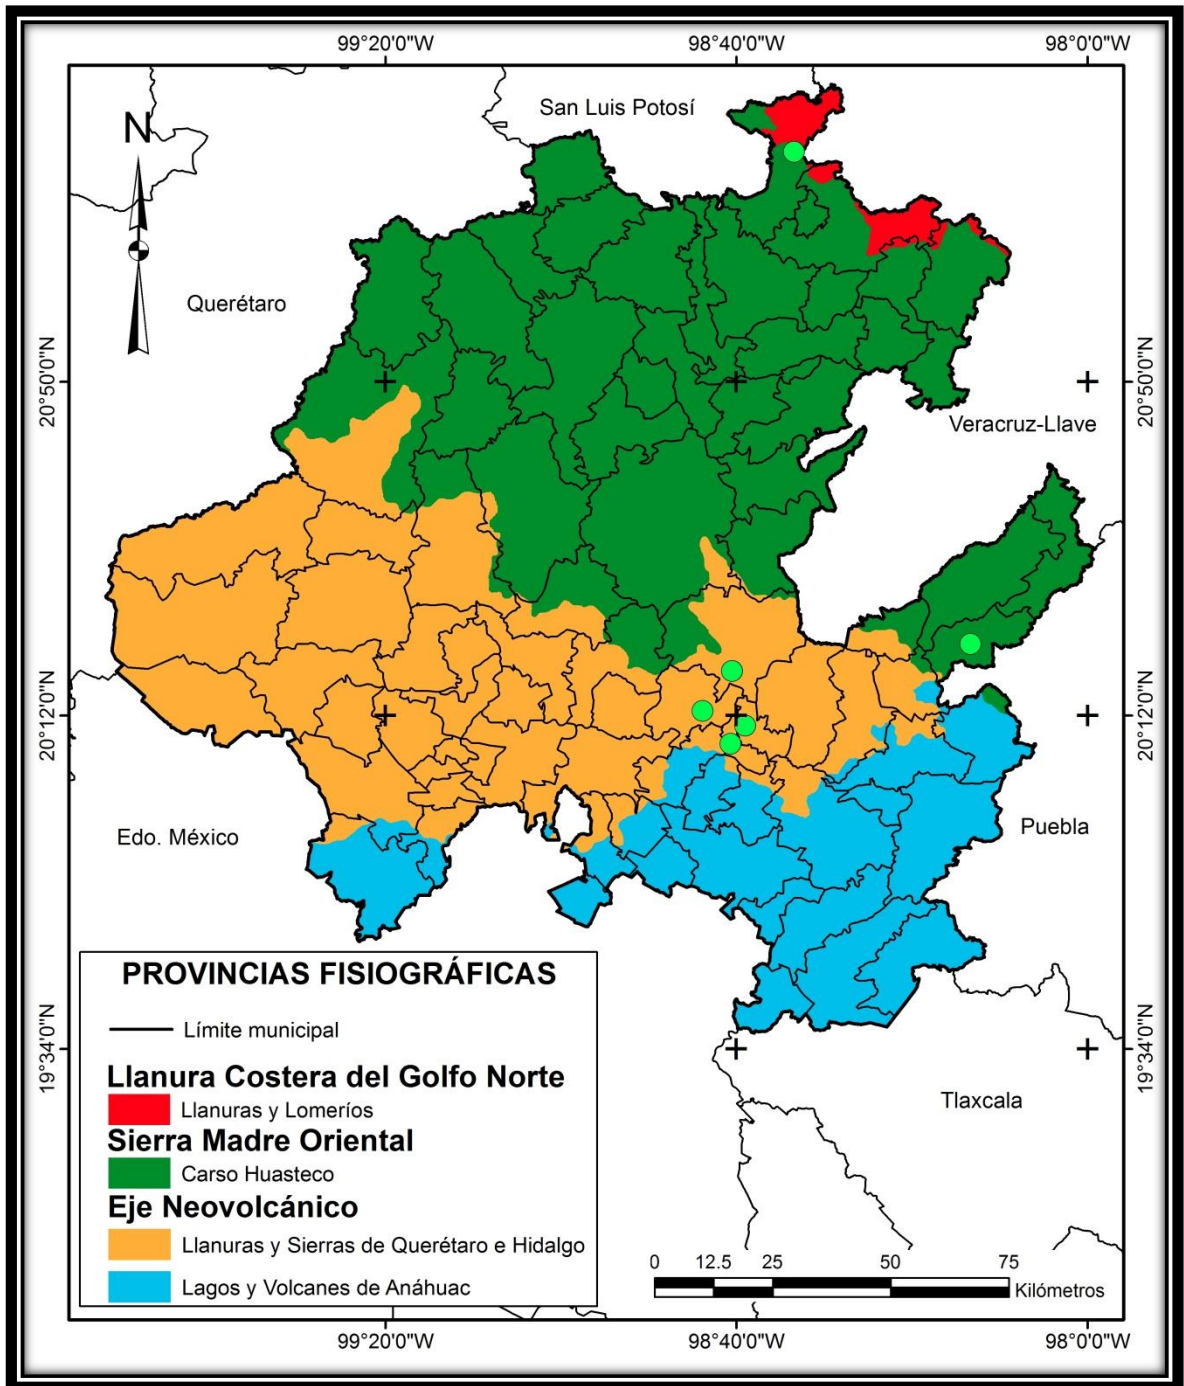 99°20'0"W 98°40'0"W 98°0'0"W
San Luis Potosí
N
Querétaro
20°50'0"N 20°50'0"N
Veracruz-Llave
20°12'0"N 20°12'0"N
Edo. México
Puebla
PROVINCIAS FISIOGRÁFICAS
Límite municipal
19°34'0"N 19°34'0"N
Llanura Costera del Golfo Norte
Llanuras y Lomeríos
Tlaxcala
Sierra Madre Oriental
Carso Huasteco
Eje Neovolcánico
Llanuras y Sierras de Querétaro e Hidalgo
Lagos y Volcanes de Anáhuac
0 12.5 25 50 75
Kilómetros
99°20'0"W 98°40'0"W 98°0'0"W